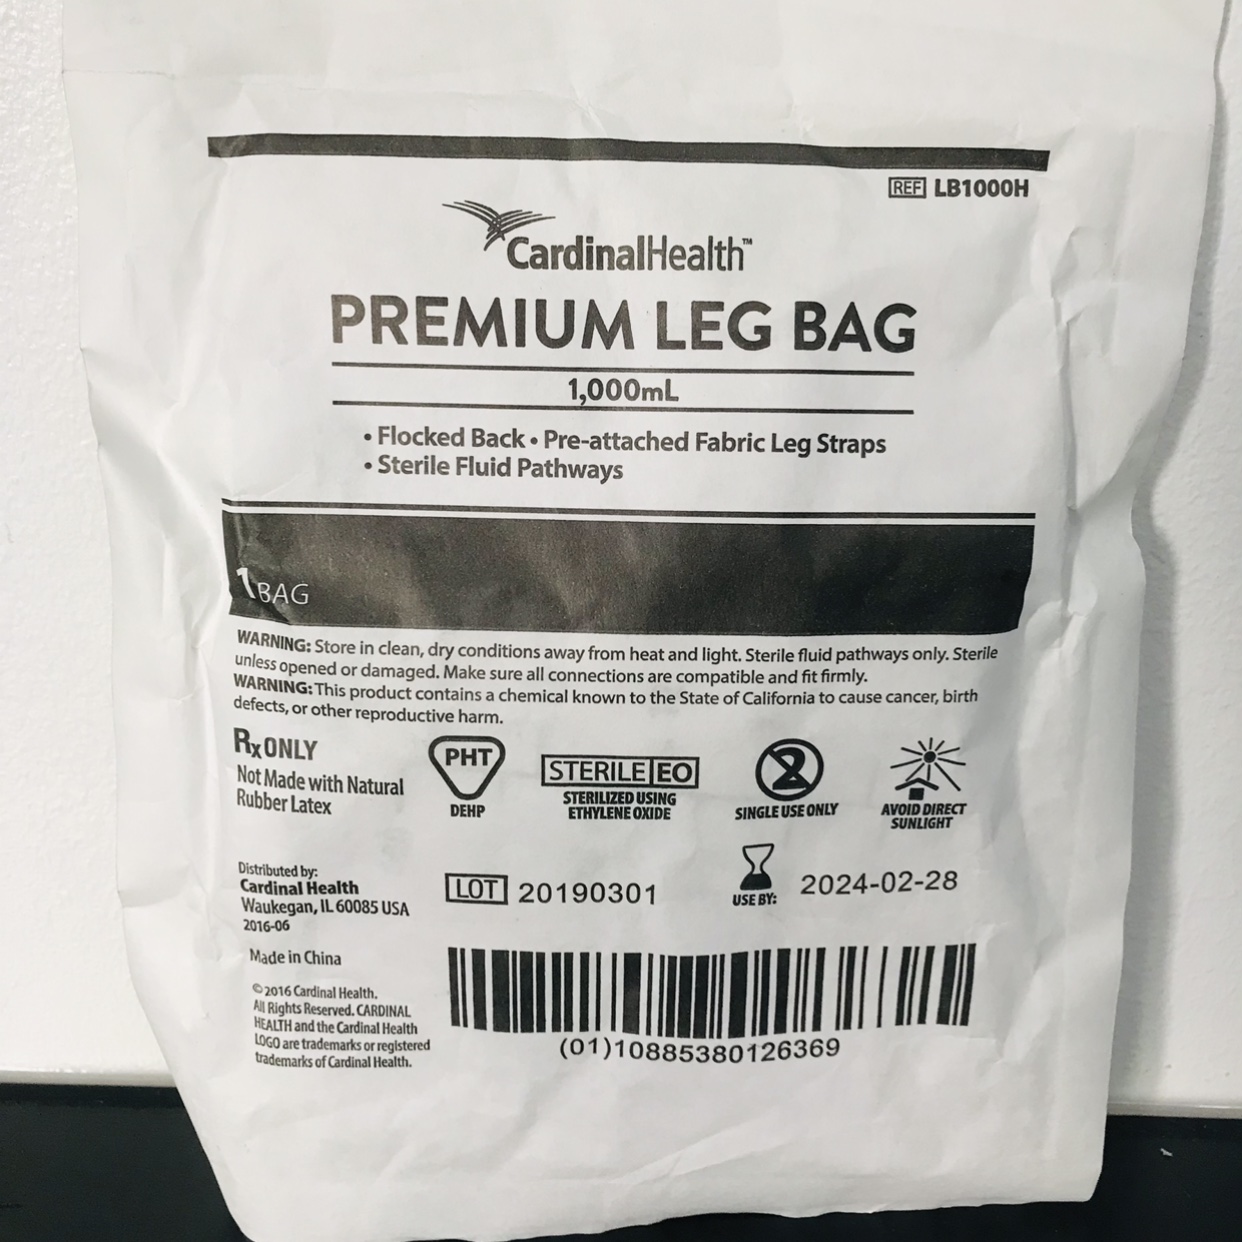 REF LB1000H
CardinalHealth™
PREMIUM LEG BAG
1,000mL
• Flocked Back • Pre-attached Fabric Leg Straps
• Sterile Fluid Pathways
1 BAG
WARNING: Store in clean, dry conditions away from heat and light. Sterile fluid pathways only. Sterile
unless opened or damaged. Make sure all connections are compatible and fit firmly.
WARNING: This product contains a chemical known to the State of California to cause cancer, birth
defects, or other reproductive harm.
Rx ONLY
Not Made with Natural
Rubber Latex
PHT
DEHP
STERILE EO
STERILIZED USING
ETHYLENE OXIDE
2
SINGLE USE ONLY
AVOID DIRECT
SUNLIGHT
Distributed by:
Cardinal Health
Waukegan, IL 60085 USA
2016-06
LOT 20190301
USE BY: 2024-02-28
Made in China
© 2016 Cardinal Health.
All Rights Reserved. CARDINAL
HEALTH and the Cardinal Health
LOGO are trademarks or registered
trademarks of Cardinal Health.
(01)10885380126369